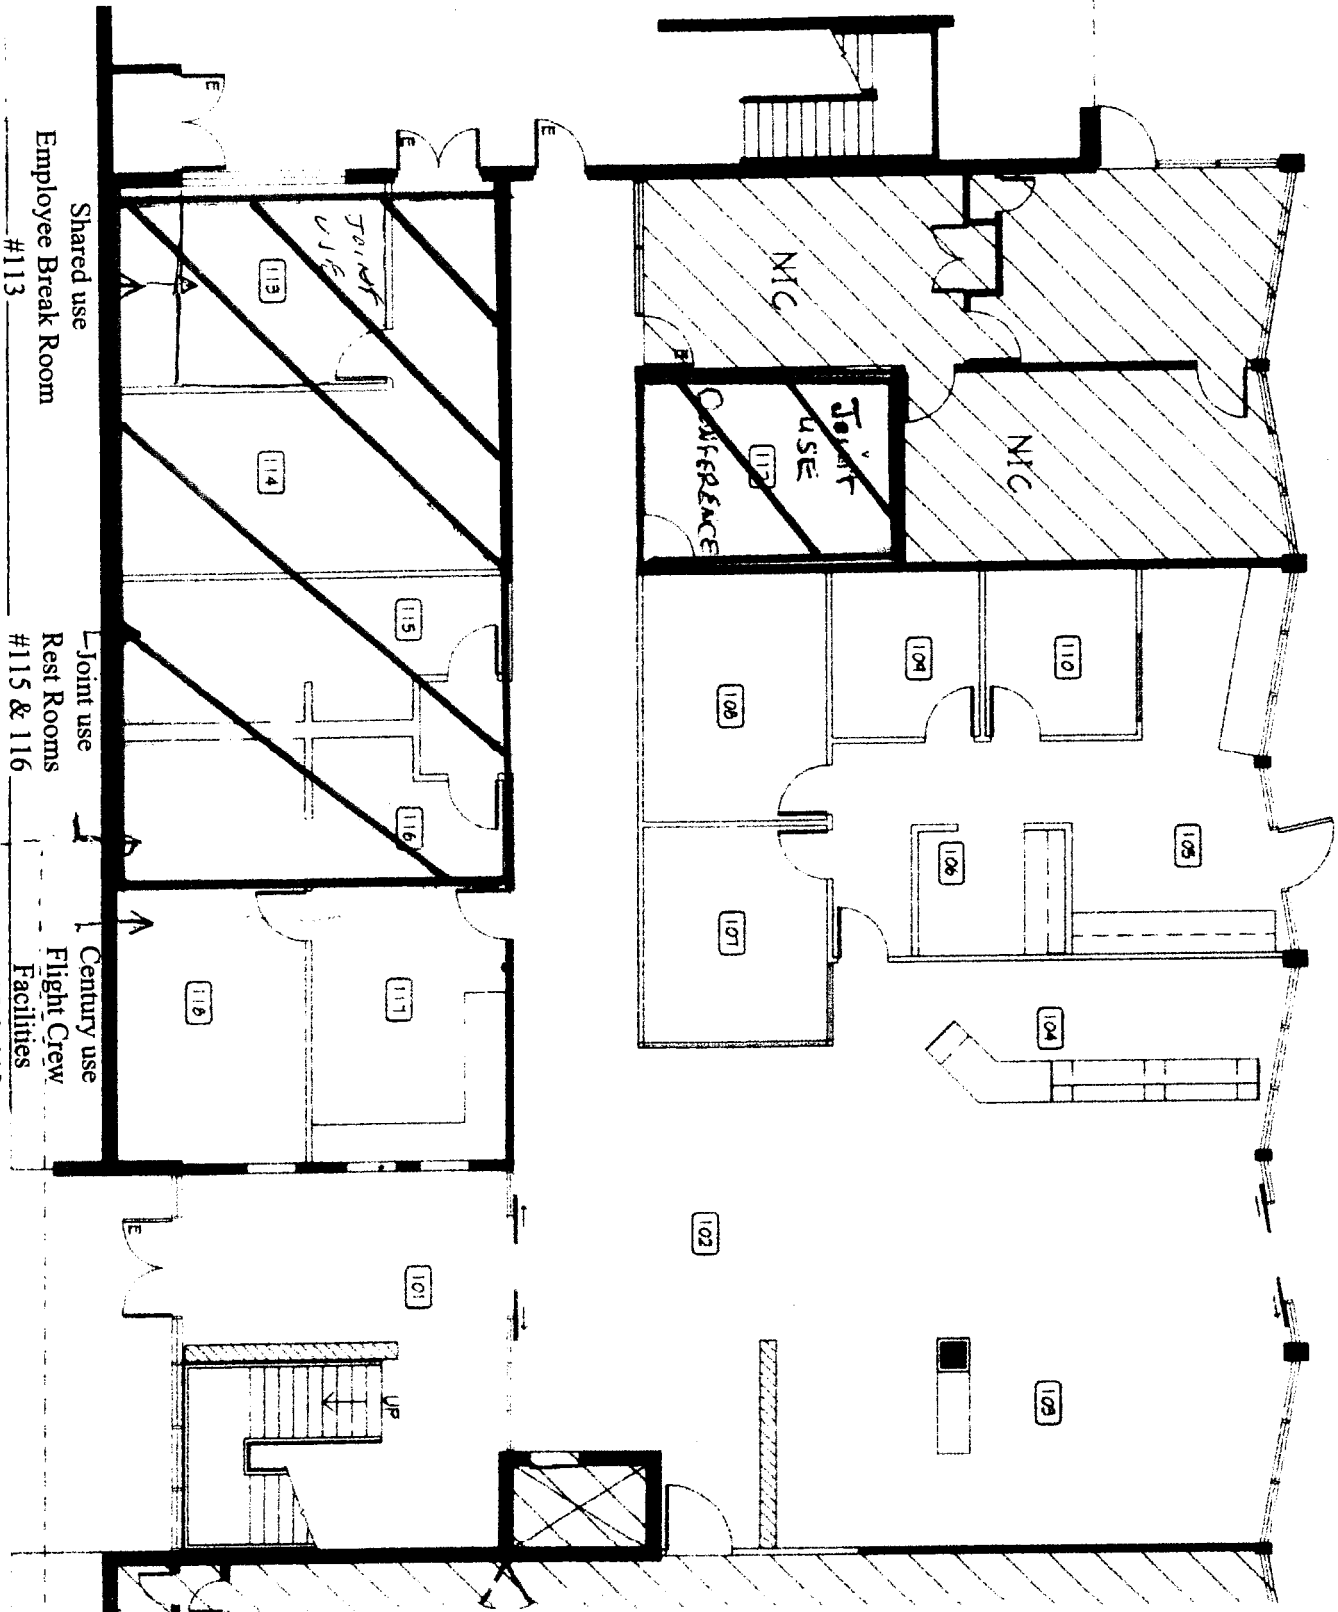 Shared use
Employee Break Room
#113
Joint use
Rest Rooms
#115 & 116
Century use
Flight Crew
Facilities
JOINT
USE
113
114
115
116
117
118
NIC
NIC
JOINT
USE
CONFERENCE
108
109
110
107
106
105
104
102
101
103
UP
E
E
E
E
E